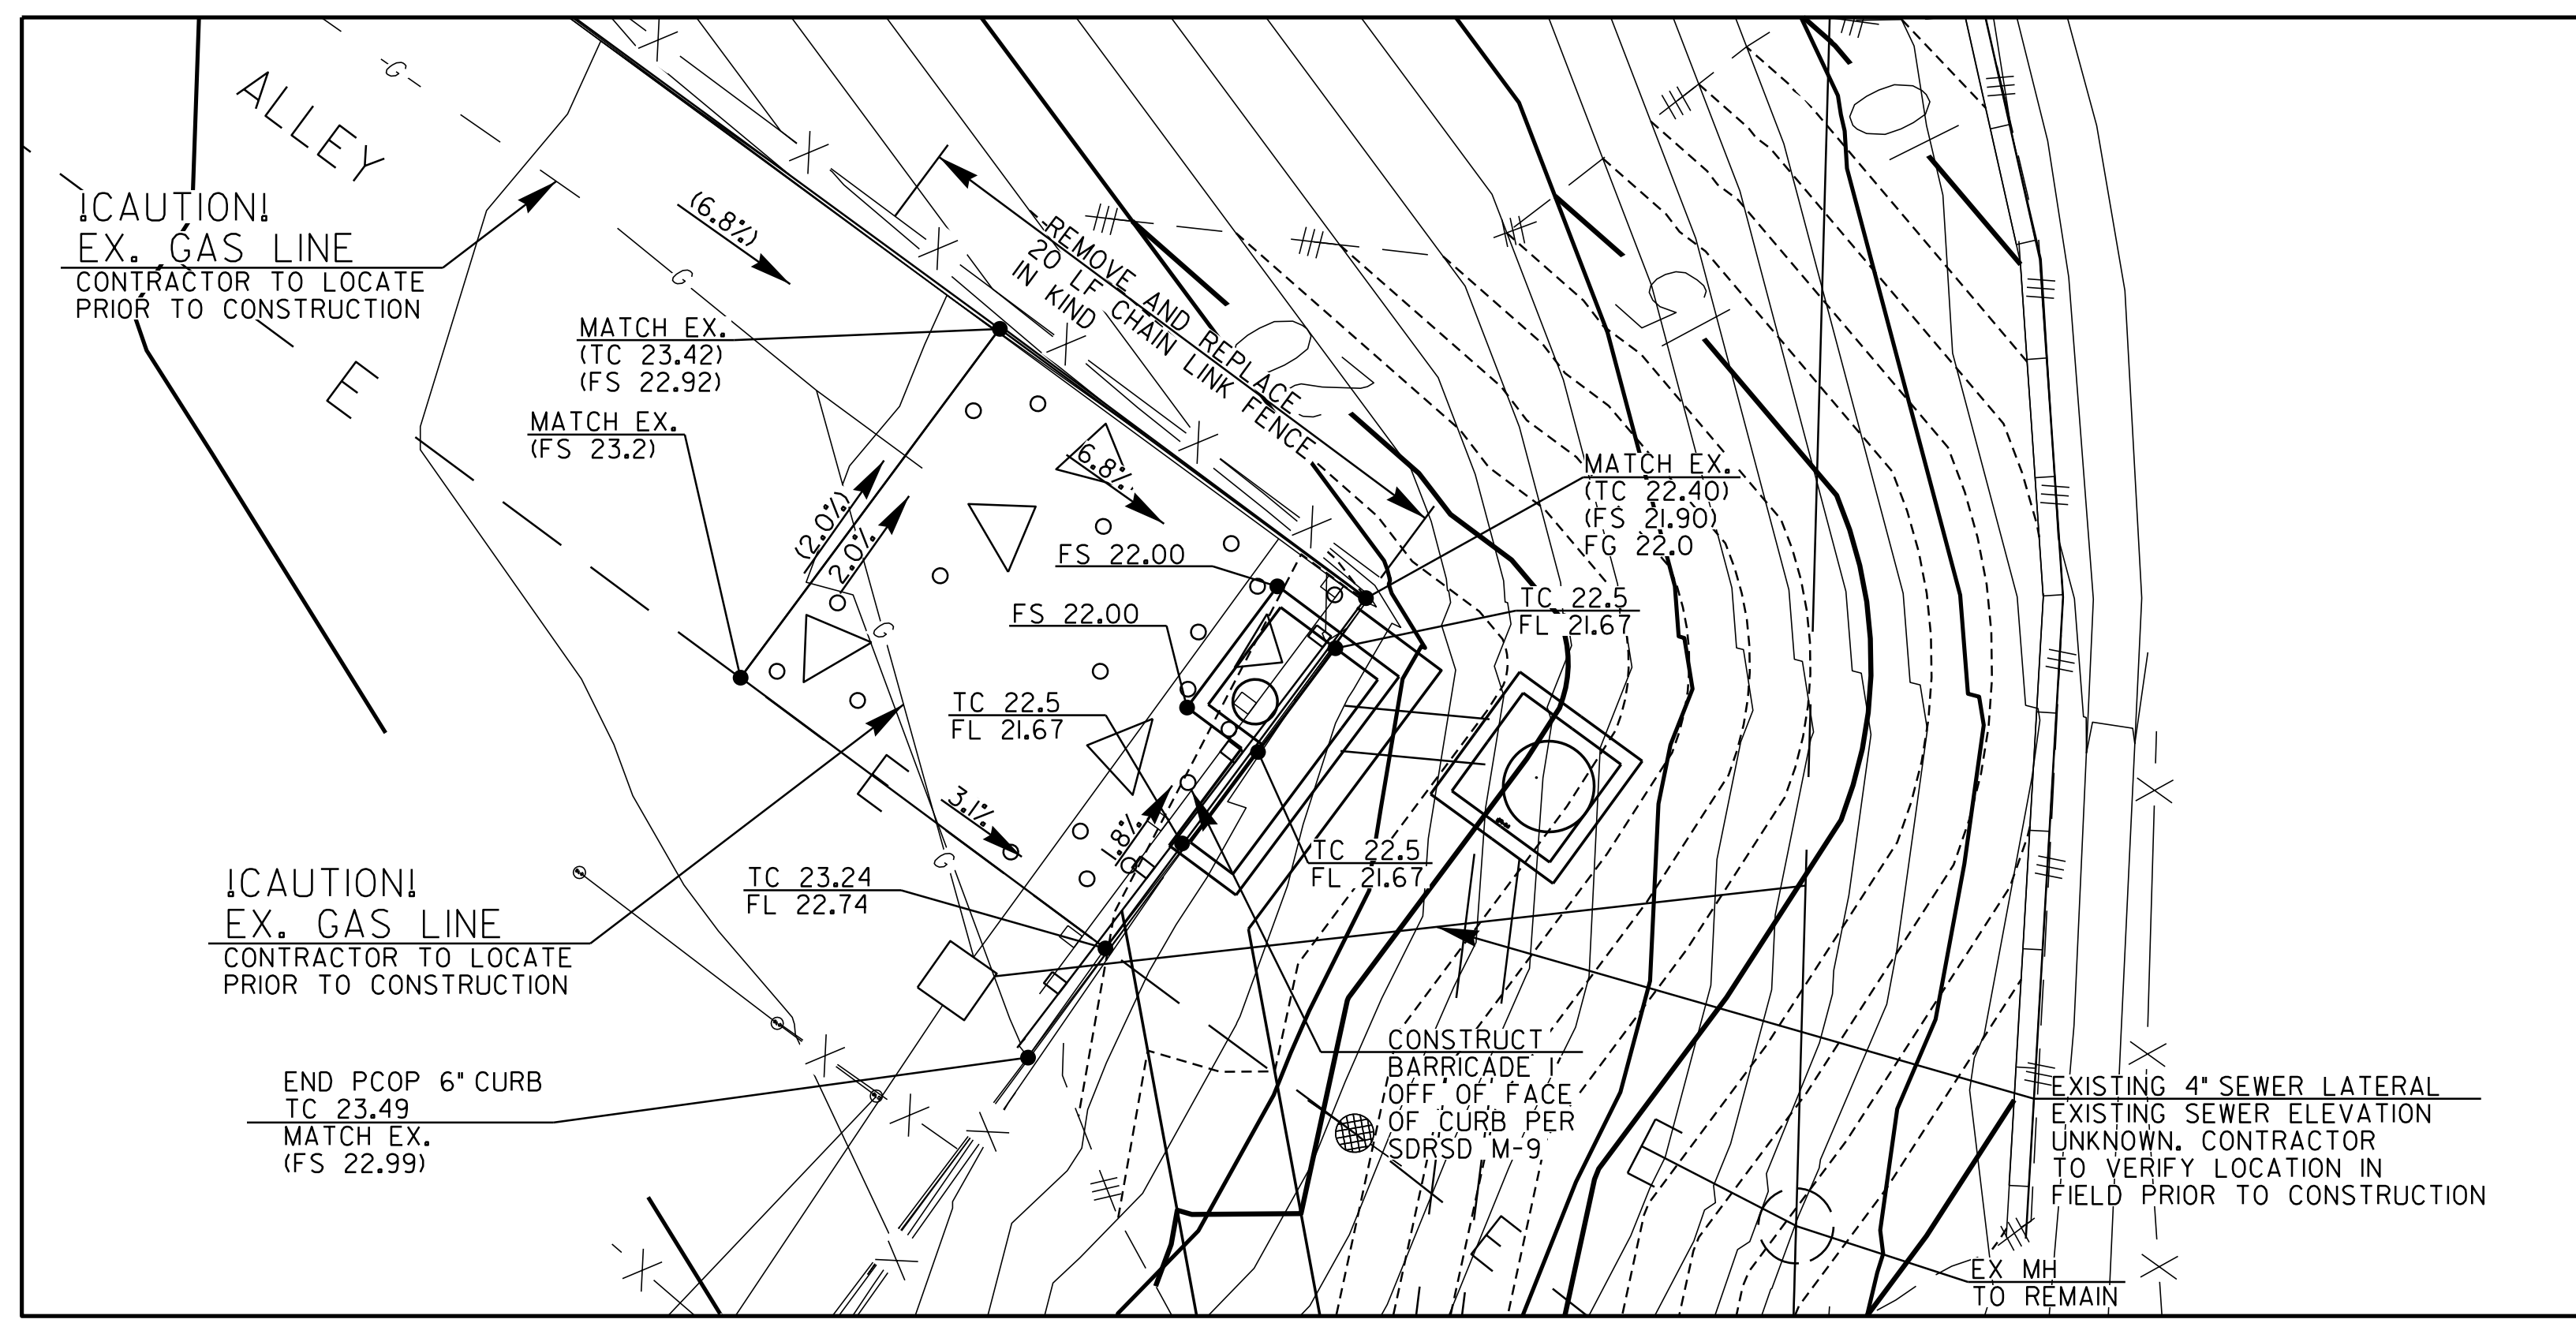 G
ALLEY
!CAUTION!
EX. GAS LINE
CONTRACTOR TO LOCATE
PRIOR TO CONSTRUCTION
(6.8%)
G
REMOVE AND REPLACE
20 LF CHAIN LINK FENCE
IN KIND
MATCH EX.
(TC 23.42)
(FS 22.92)
E
MATCH EX.
(FS 23.2)
6.8%
(2.0%)
2.0%
MATCH EX.
(TC 22.40)
(FS 21.90)
FG 22.0
FS 22.00
FS 22.00
TC 22.5
FL 21.67
G
TC 22.5
FL 21.67
E
3.1%
1.8%
G
TC 22.5
FL 21.67
TC 23.24
FL 22.74
!CAUTION!
EX. GAS LINE
CONTRACTOR TO LOCATE
PRIOR TO CONSTRUCTION
CONSTRUCT
BARRICADE 1'
OFF OF FACE
OF CURB PER
SDRSD M-9
END PCOP 6" CURB
TC 23.49
MATCH EX.
(FS 22.99)
EXISTING 4" SEWER LATERAL
EXISTING SEWER ELEVATION
UNKNOWN. CONTRACTOR
TO VERIFY LOCATION IN
FIELD PRIOR TO CONSTRUCTION
E
EX MH
TO REMAIN